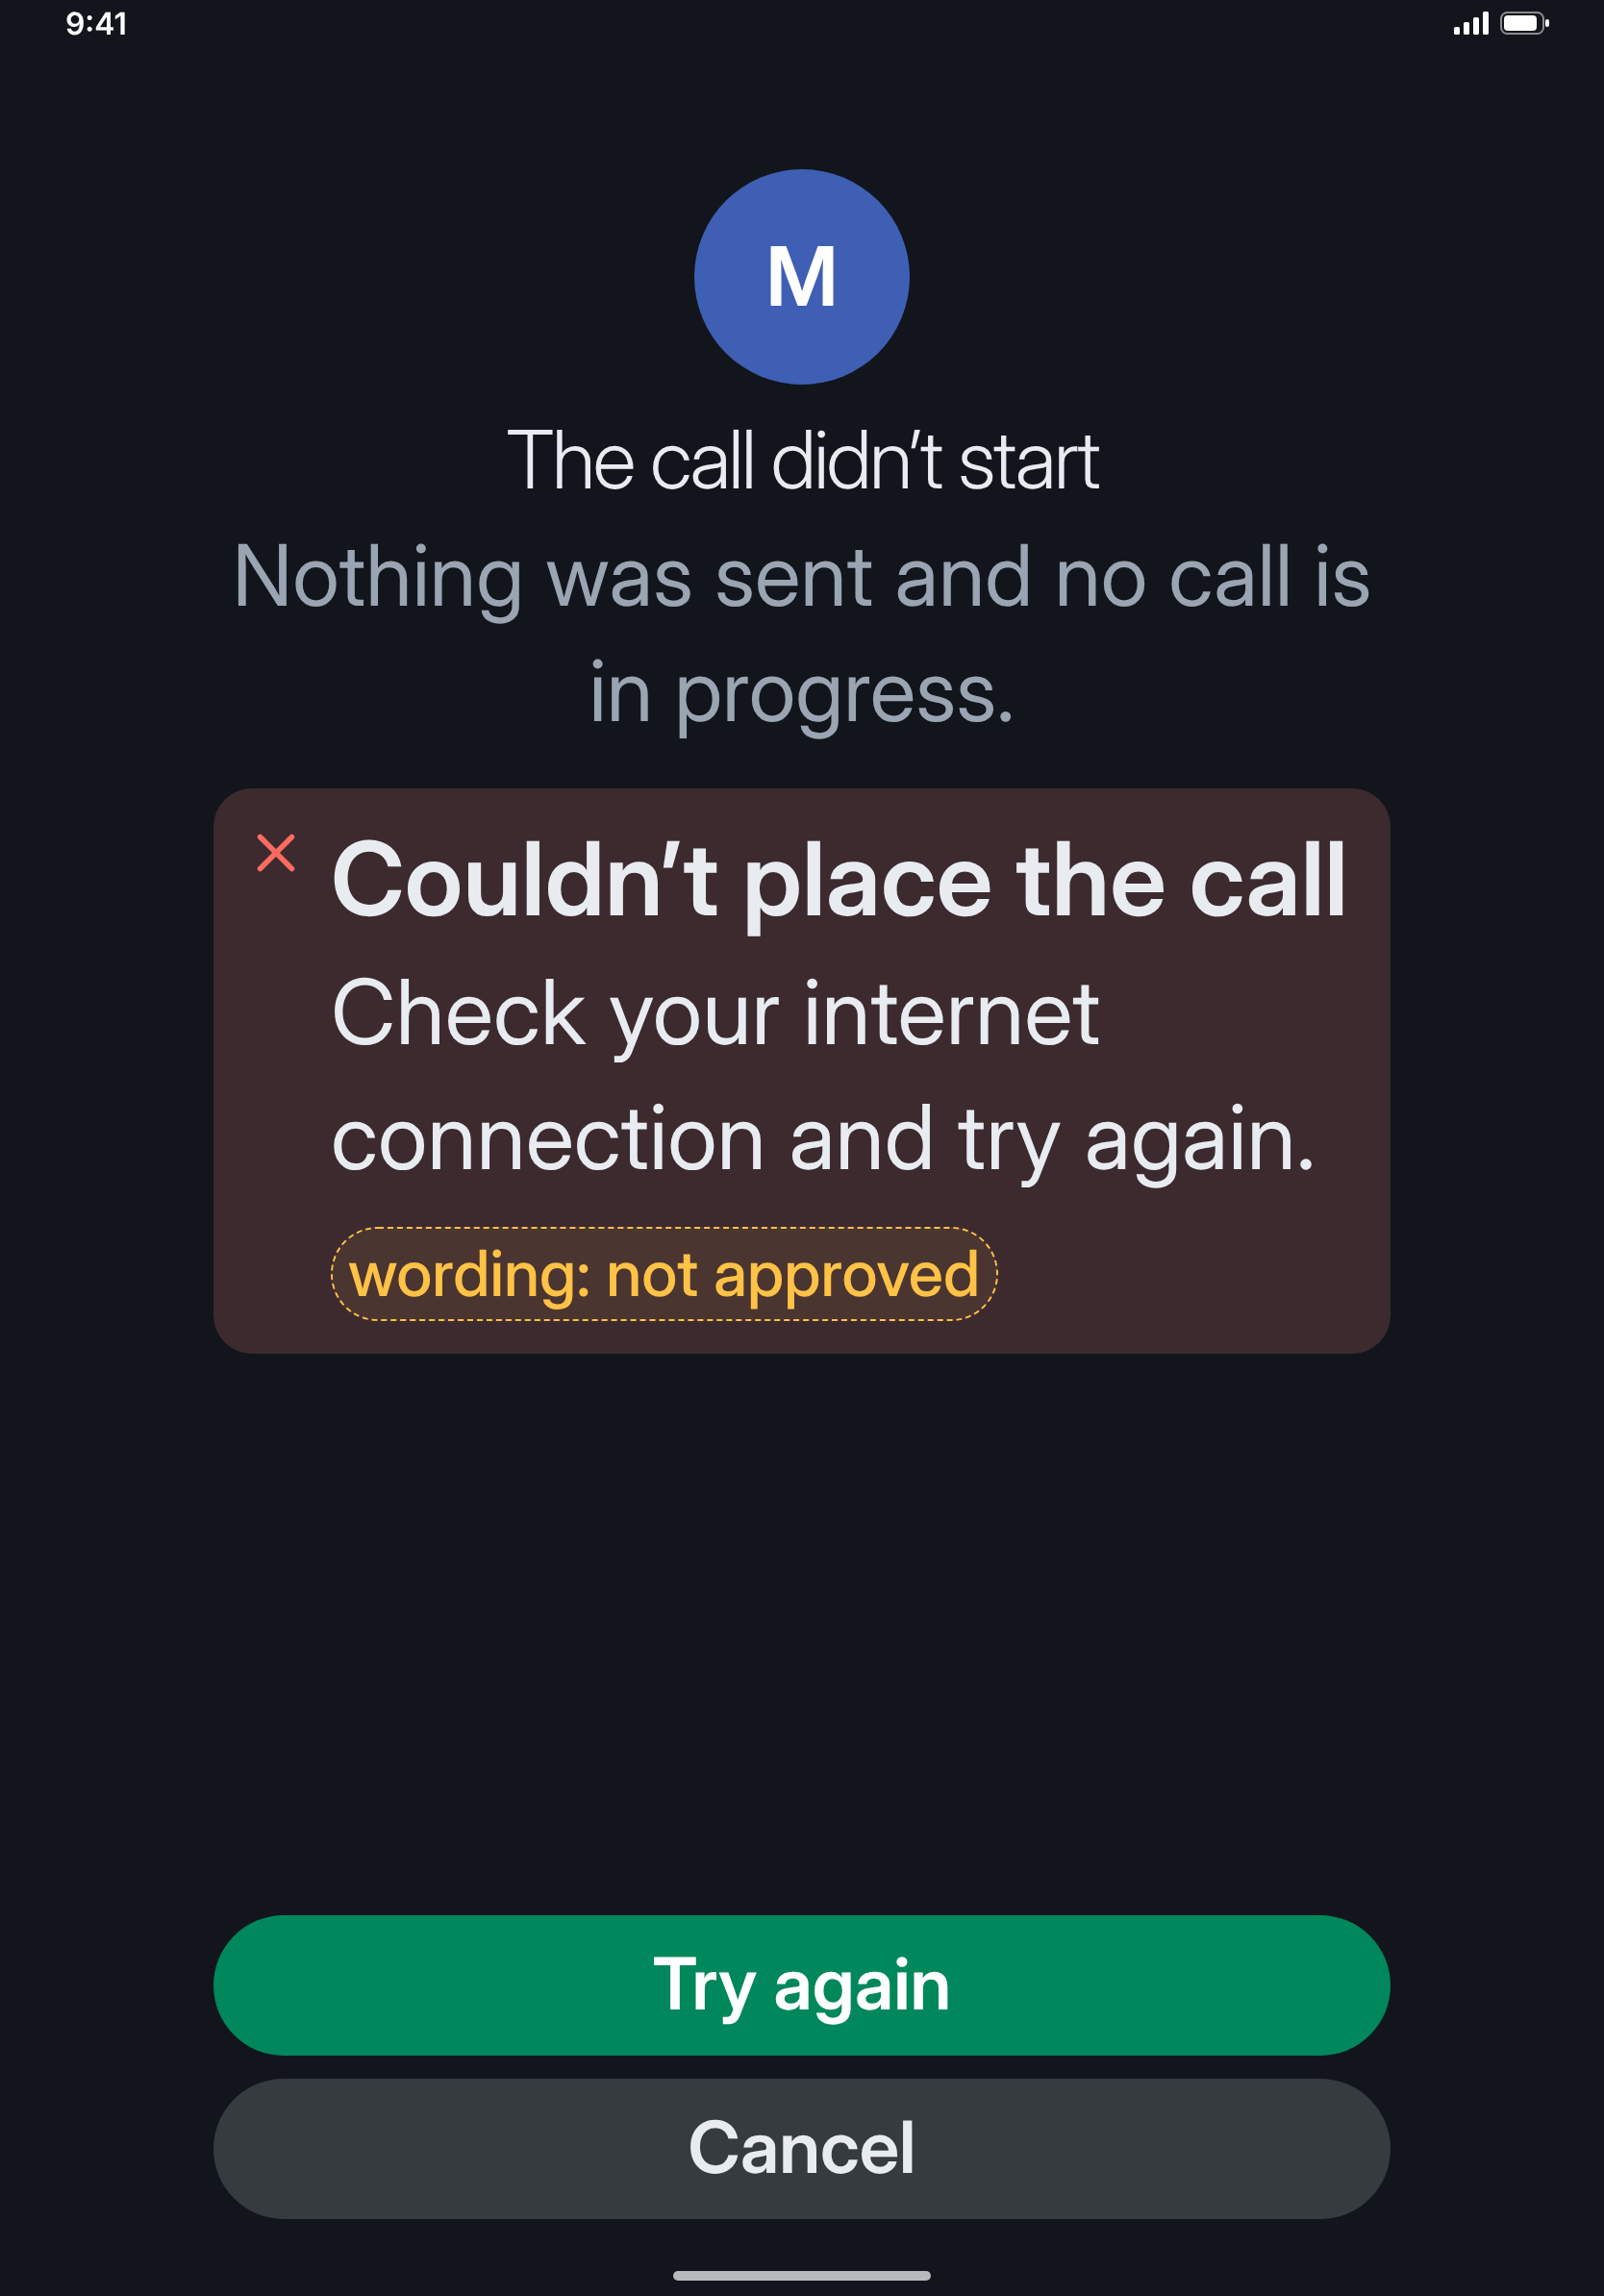 9:41
M
The call didn’t start
Nothing was sent and no call is
in progress.
Couldn’t place the call
Check your internet
connection and try again.
wording: not approved
Try again
Cancel